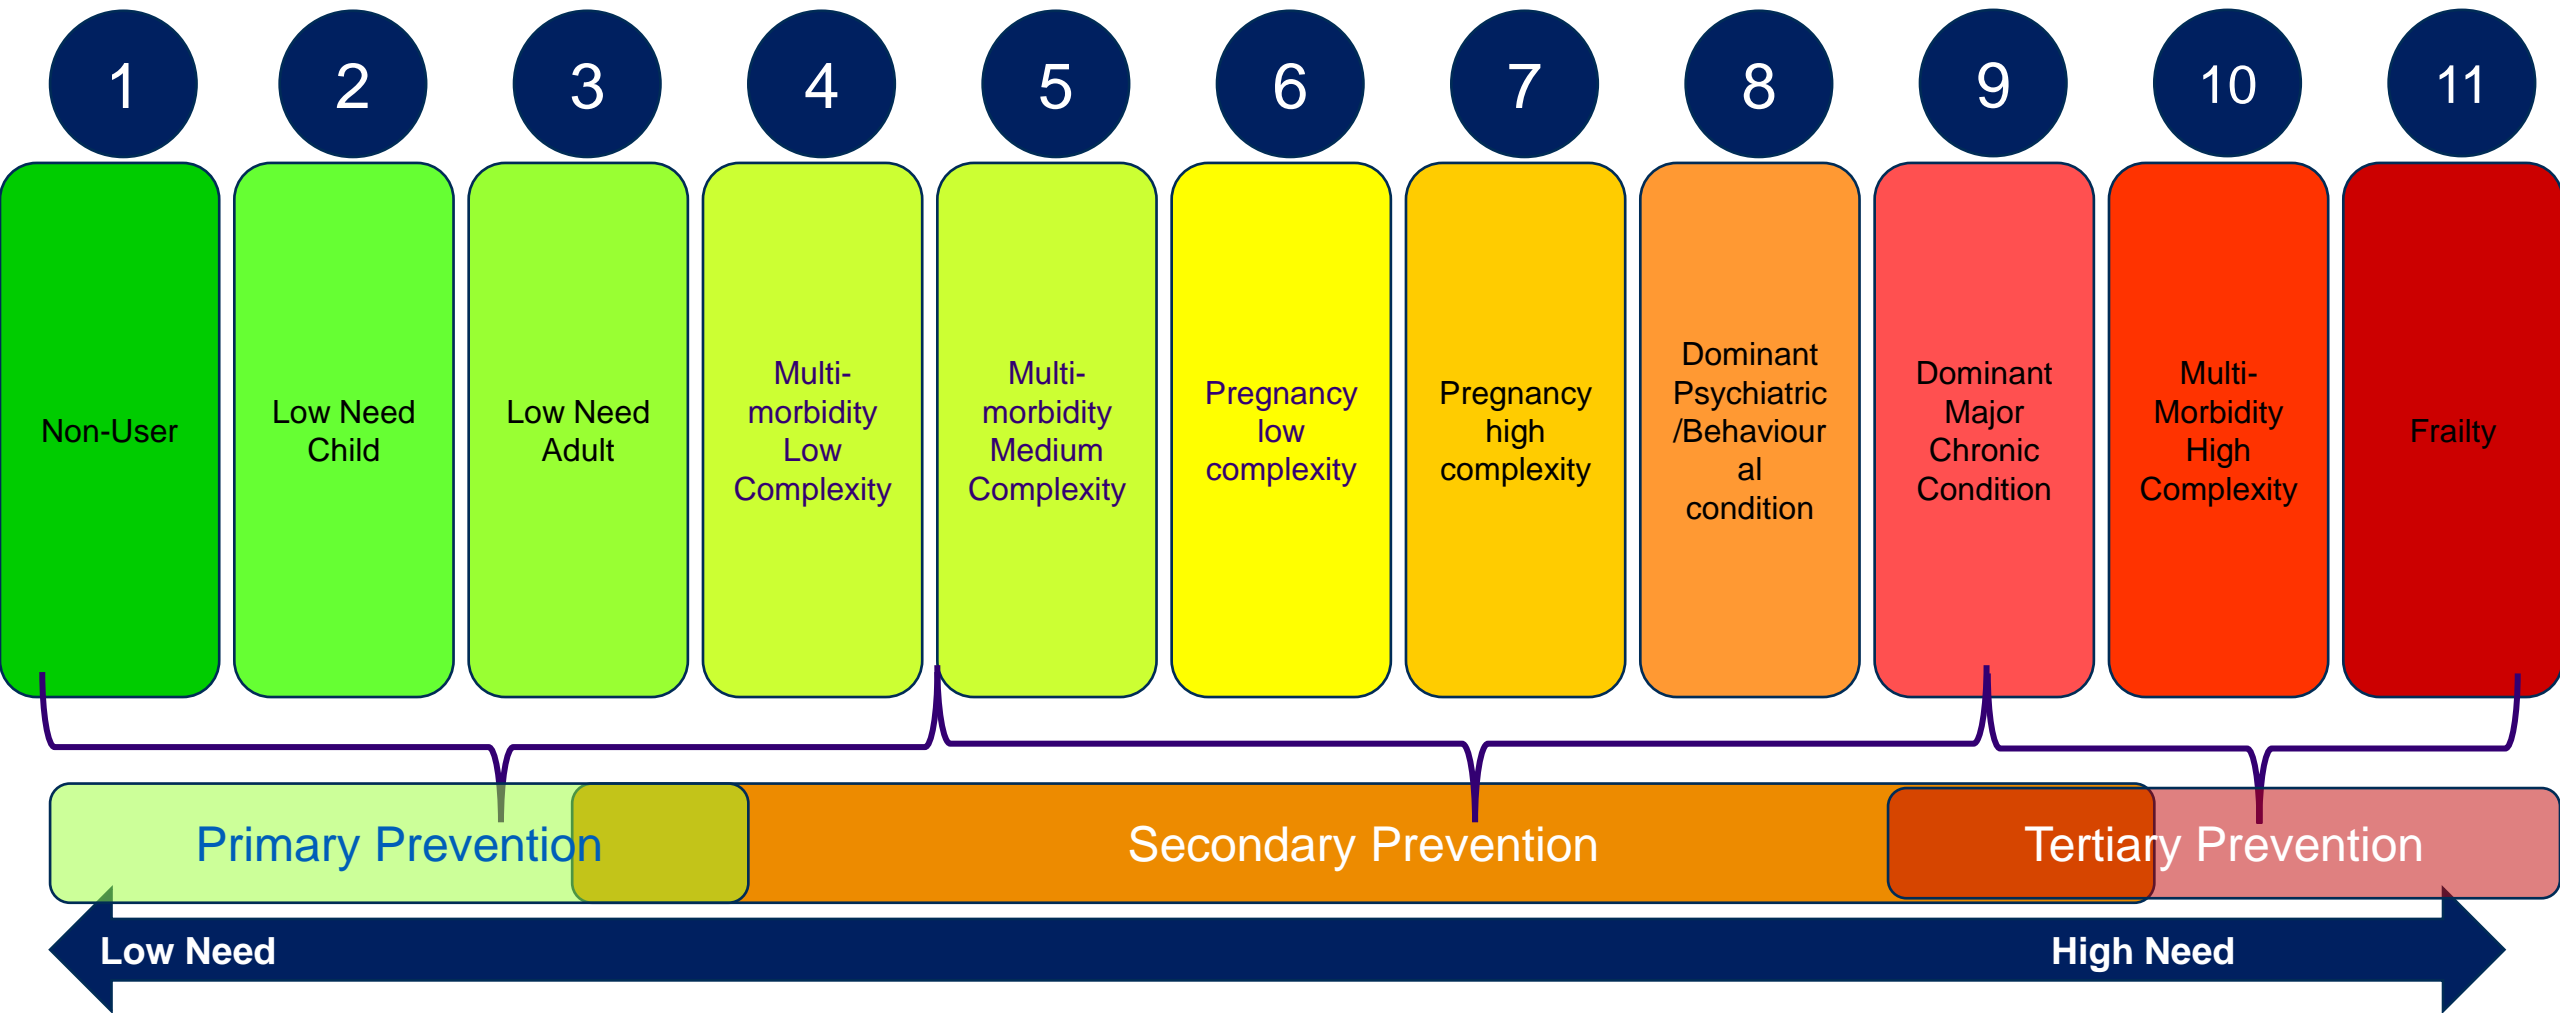 1
2
3
4
5
6
7
8
9
10
11
Non-User
Low Need
Child
Low Need
Adult
Multi-
morbidity
Low
Complexity
Multi-
morbidity
Medium
Complexity
Pregnancy
low
complexity
Pregnancy
high
complexity
Dominant
Psychiatric
/Behaviour
al
condition
Dominant
Major
Chronic
Condition
Multi-
Morbidity
High
Complexity
Frailty
Primary Prevention
Secondary Prevention
Tertiary Prevention
Low Need
High Need